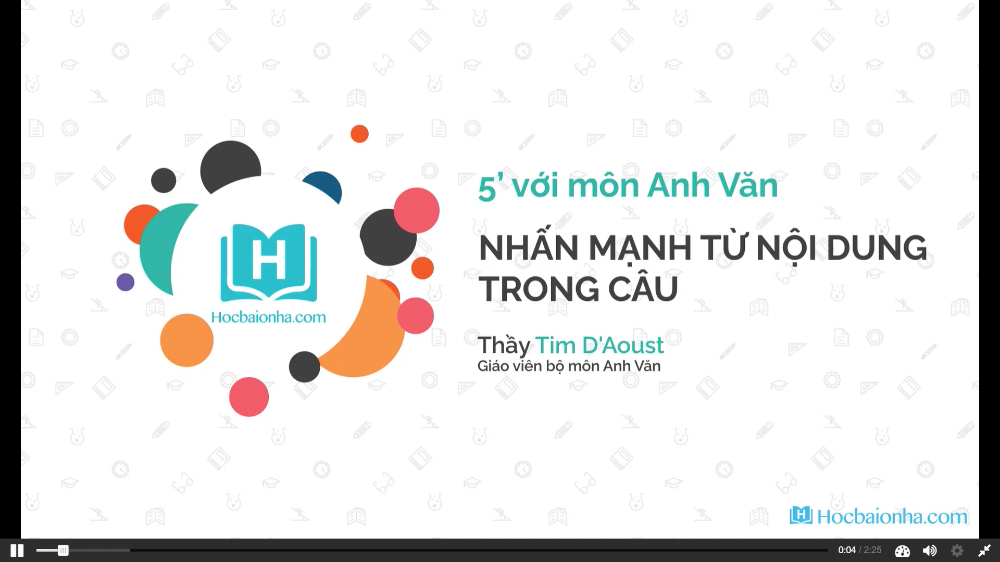 5’ với môn Anh Văn
NHẤN MẠNH TỪ NỘI DUNG
TRONG CÂU
H
Hocbaionha.com
Thầy Tim D'Aoust
Giáo viên bộ môn Anh Văn
H Hocbaionha.com
0:04 / 2:25